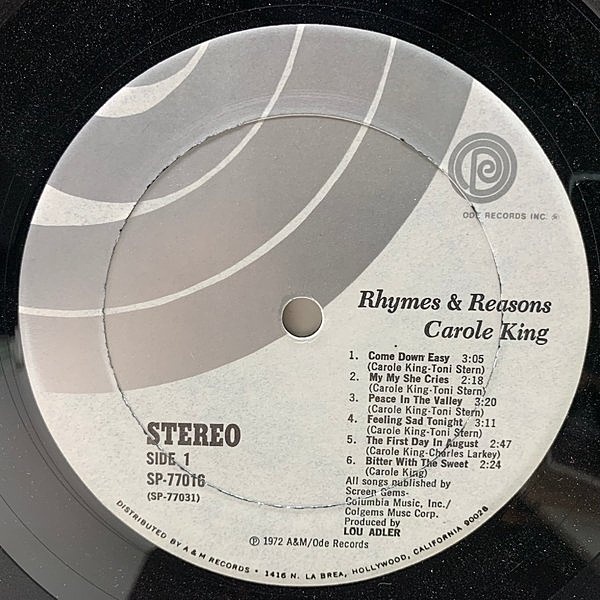 ODE RECORDS INC.
Rhymes & Reasons
Carole King
1. Come Down Easy 3:05
(Carole King-Toni Stern)
2. My My She Cries 2:18
(Carole King-Toni Stern)
3. Peace In The Valley 3:20
(Carole King-Toni Stern)
4. Feeling Sad Tonight 3:11
(Carole King-Toni Stern)
5. The First Day In August 2:47
(Carole King-Charles Larkey)
6. Bitter With The Sweet 2:24
(Carole King)
All songs published by
Screen Gems-
Columbia Music, Inc./
Colgems Musc Corp.
Produced by
LOU ADLER
STEREO
SIDE 1
SP-77016
(SP-77031)
℗ 1972 A&M/Ode Records
DISTRIBUTED BY A & M RECORDS • 1416 N. LA BREA, HOLLYWOOD, CALIFORNIA 90028